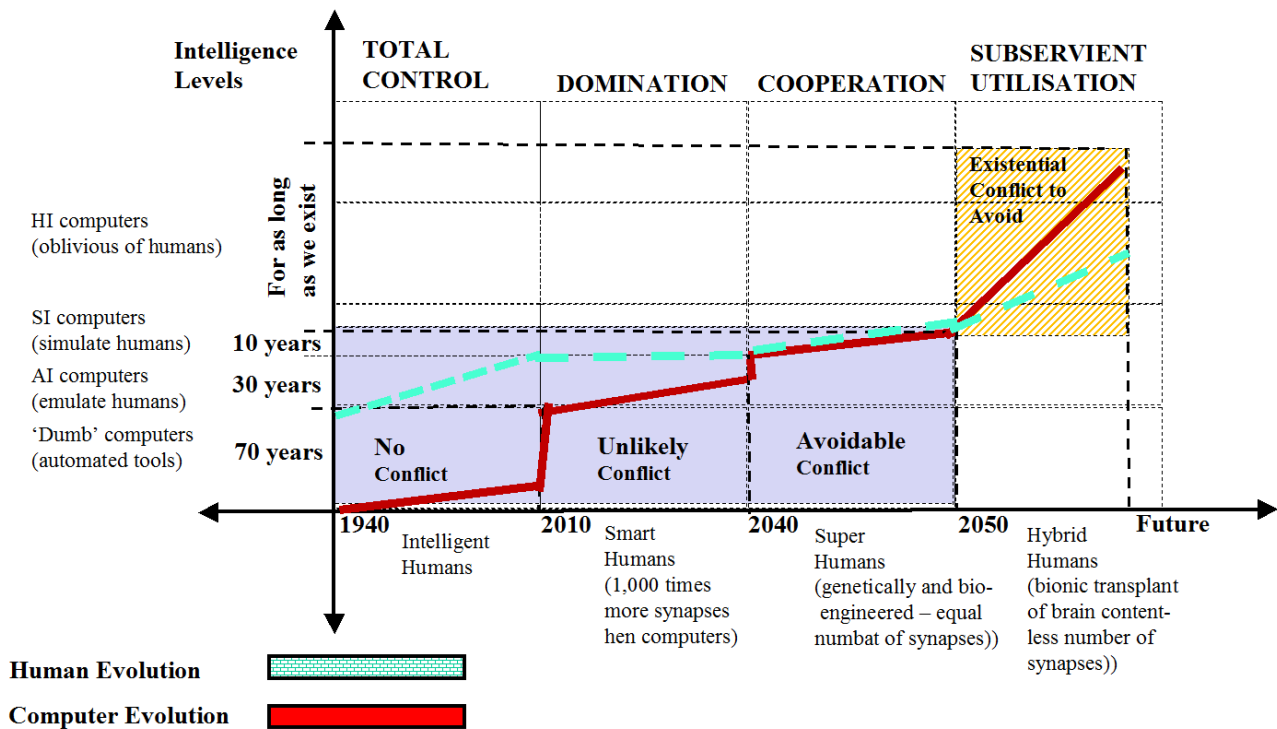 Intelligence
Levels
TOTAL
CONTROL
DOMINATION
COOPERATION
SUBSERVIENT
UTILISATION
For as long
as we exist
Existential
Conflict to
Avoid
HI computers
(oblivious of humans)
SI computers
(simulate humans)
10 years
AI computers
(emulate humans)
30 years
'Dumb' computers
(automated tools)
70 years
No
Conflict
Unlikely
Conflict
Avoidable
Conflict
1940
2010
2040
2050
Future
Intelligent
Humans
Smart
Humans
(1,000 times
more synapses
hen computers)
Super
Humans
(genetically and bio-
engineered – equal
numbat of synapses))
Hybrid
Humans
(bionic transplant
of brain content-
less number of
synapses))
Human Evolution
Computer Evolution